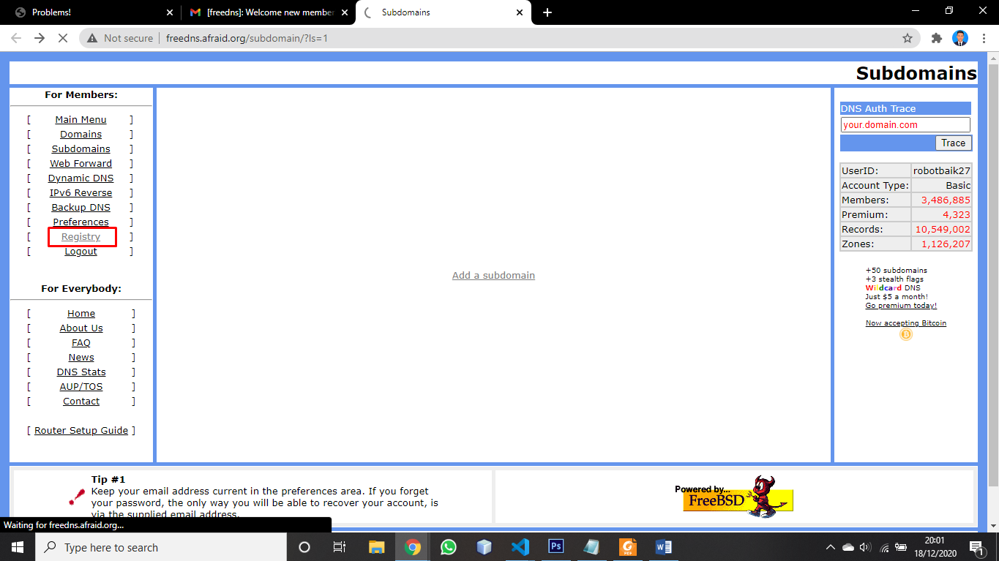 Problems!
[freedns]: Welcome new member
Subdomains
Not secure
freedns.afraid.org/subdomain/?ls=1
Subdomains
For Members:
[ Main Menu ]
[ Domains ]
[ Subdomains ]
[ Web Forward ]
[ Dynamic DNS ]
[ IPv6 Reverse ]
[ Backup DNS ]
[ Preferences ]
[ Registry ]
[ Logout ]
For Everybody:
[ Home ]
[ About Us ]
[ FAQ ]
[ News ]
[ DNS Stats ]
[ AUP/TOS ]
[ Contact ]
[ Router Setup Guide ]
Add a subdomain
DNS Auth Trace
your.domain.com
Trace
UserID: robotbaik27
Account Type: Basic
Members: 3,486,885
Premium: 4,323
Records: 10,549,002
Zones: 1,126,207
+50 subdomains
+3 stealth flags
Wildcard DNS
Just $5 a month!
Go premium today!
Now accepting Bitcoin
Tip #1
Keep your email address current in the preferences area. If you forget
your password, the only way you will be able to recover your account, is
via the supplied email address.
Powered by...
FreeBSD
Waiting for freedns.afraid.org...
Type here to search
Ps
PDF
W
20:01
18/12/2020
1